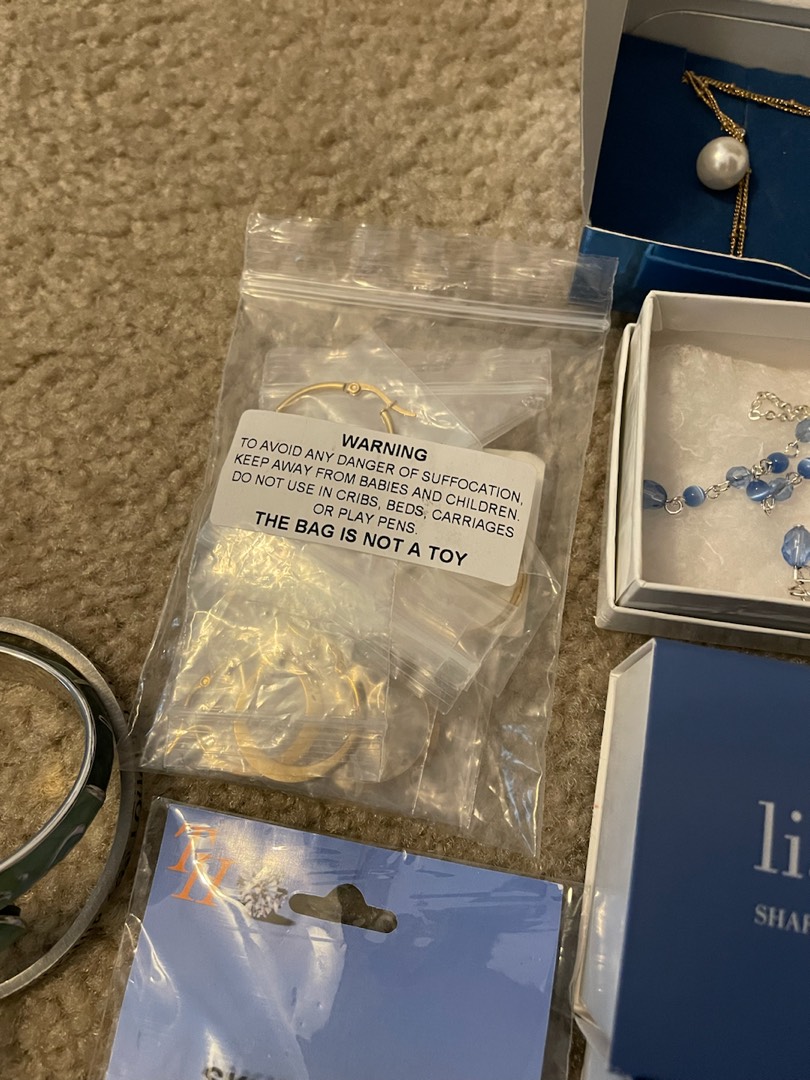 WARNING
TO AVOID ANY DANGER OF SUFFOCATION,
KEEP AWAY FROM BABIES AND CHILDREN.
DO NOT USE IN CRIBS, BEDS, CARRIAGES
OR PLAY PENS.
THE BAG IS NOT A TOY
TH